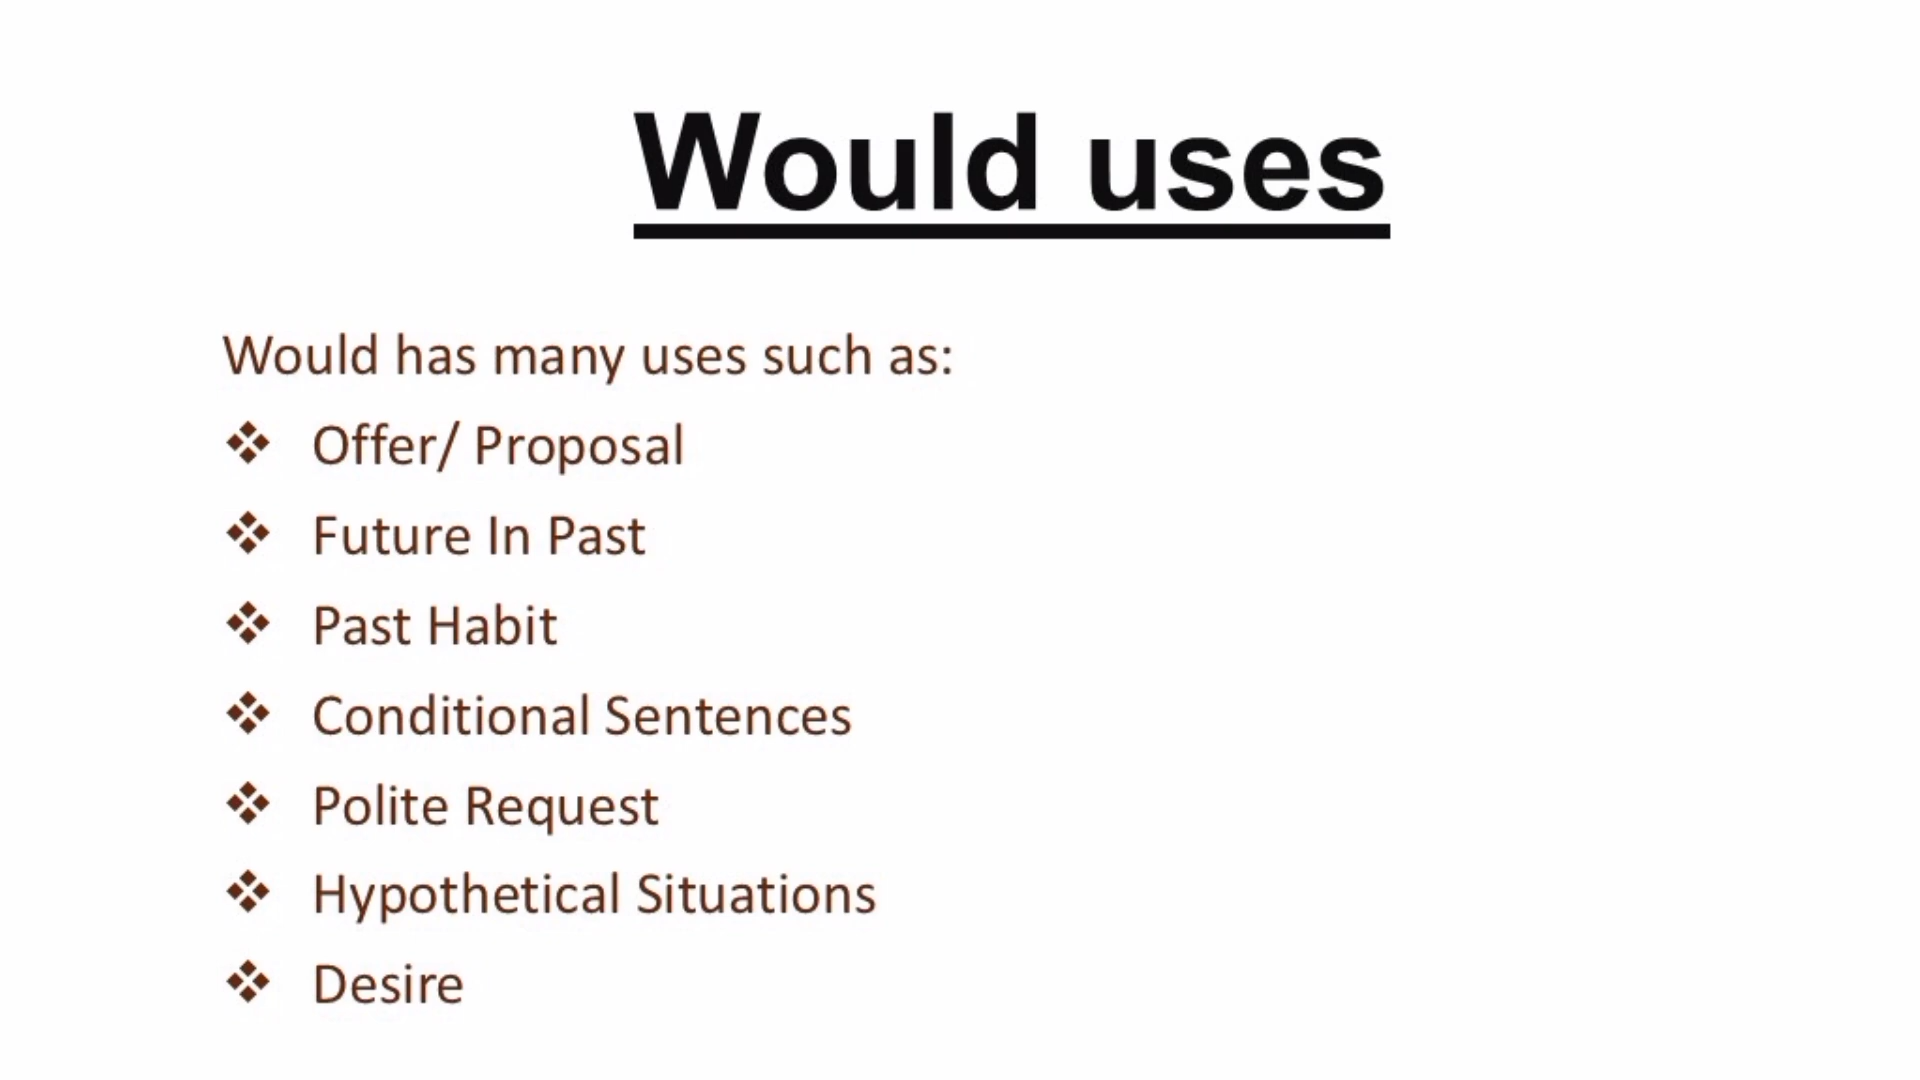 Would uses
Would has many uses such as:
❖ Offer/ Proposal
❖ Future In Past
❖ Past Habit
❖ Conditional Sentences
❖ Polite Request
❖ Hypothetical Situations
❖ Desire